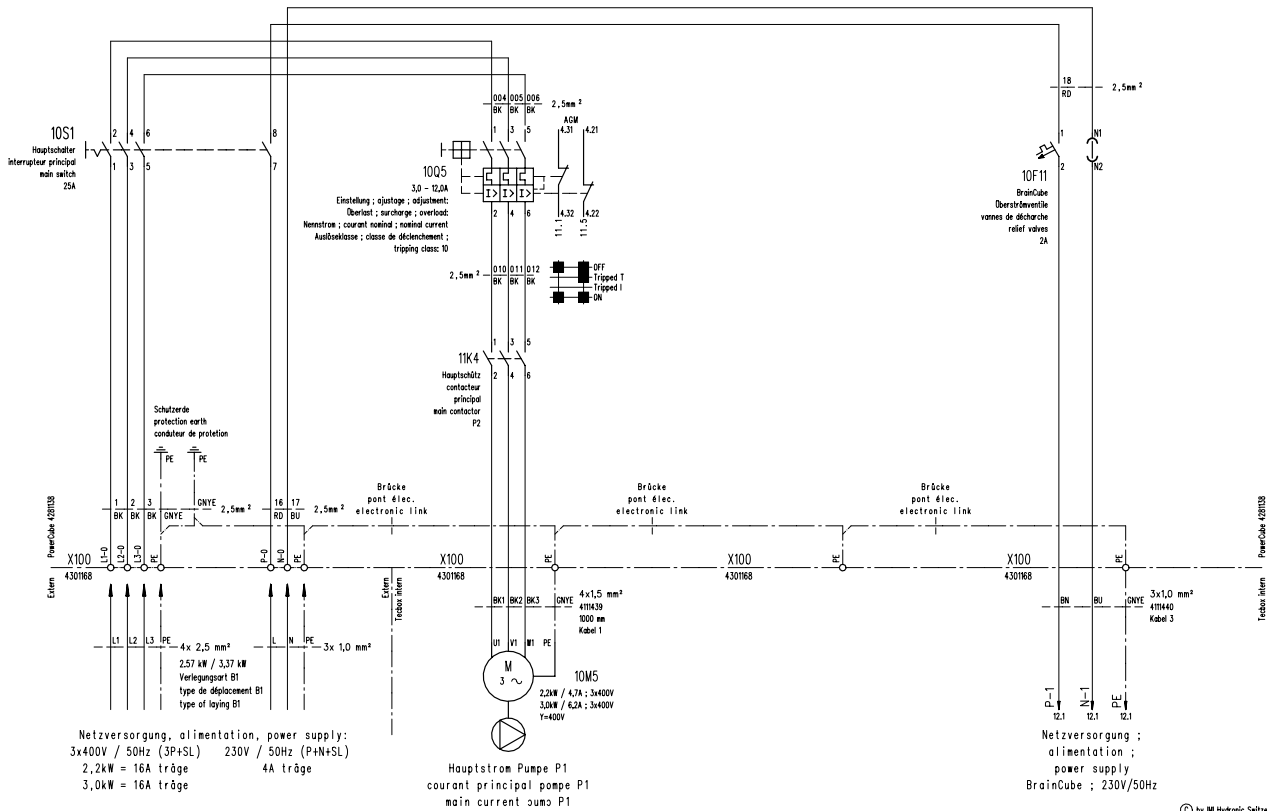 004 005 006
BK BK BK
2,5mm²
18
RD
2,5mm²
10S1
Hauptschalter
interrupteur principal
main switch
25A
2 4 6
1 3 5
8
7
1 3 5
AGM
4.31 4.21
10Q5
3,0 - 12,0A
Einstellung ; ajustage ; adjustment:
Überlast ; surcharge ; overload:
Nennstrom ; courant nominal ; nominal current
Auslöseklasse ; classe de déclenchement ;
tripping class: 10
I> I> I>
2 4 6
4.32 4.22
11.1 11.5
1
2
N1
N2
10F11
BrainCube
Überströmventile
vannes de décharche
relief valves
2A
2,5mm²
010 011 012
BK BK BK
OFF
Tripped T
Tripped I
ON
11K4
Hauptschütz
contacteur
principal
main contactor
P2
1 3 5
2 4 6
Schutzerde
protection earth
conduteur de protetion
PE PE
1 2 3
BK BK BK GNYE
GNYE
2,5mm²
16 17
RD BU
2,5mm²
Brücke
pont élec.
electronic link
Brücke
pont élec.
electronic link
Brücke
pont élec.
electronic link
PowerCube 4281138
Extern
X100
4301168
L1-0 L2-0 L3-0 PE
P-0 N-0 PE
Extern
Tecbox intern
X100
4301168
PE
X100
4301168
PE
X100
4301168
PE
PowerCube 4281138
Tecbox intern
L1 L2 L3 PE
4x 2,5 mm²
2,57 kW / 3,37 kW
Verlegungsart B1
type de déplacement B1
type of laying B1
L N PE
3x 1,0 mm²
BK1 BK2 BK3 GNYE
4x1,5 mm²
4111439
1000 mm
Kabel 1
U1 V1 W1 PE
M
3 ~
10M5
2,2kW / 4,7A ; 3x400V
3,0kW / 6,2A ; 3x400V
Y=400V
BN BU GNYE
3x1,0 mm²
4111440
Kabel 3
P-1 N-1 PE
12.1 12.1 12.1
Netzversorgung, alimentation, power supply:
3x400V / 50Hz (3P+SL) 230V / 50Hz (P+N+SL)
2,2kW = 16A träge 4A träge
3,0kW = 16A träge
Hauptstrom Pumpe P1
courant principal pompe P1
main current pump P1
Netzversorgung ;
alimentation ;
power supply
BrainCube ; 230V/50Hz
© by IMI Hydronic